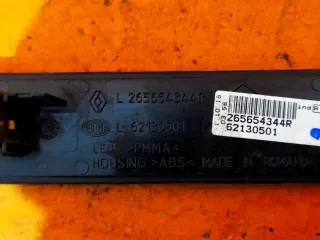 L 265654344R
L 62130501
LENS >PMMA<
HOUSING >ABS< MADE IN ROMANIA
265654344R
62130501